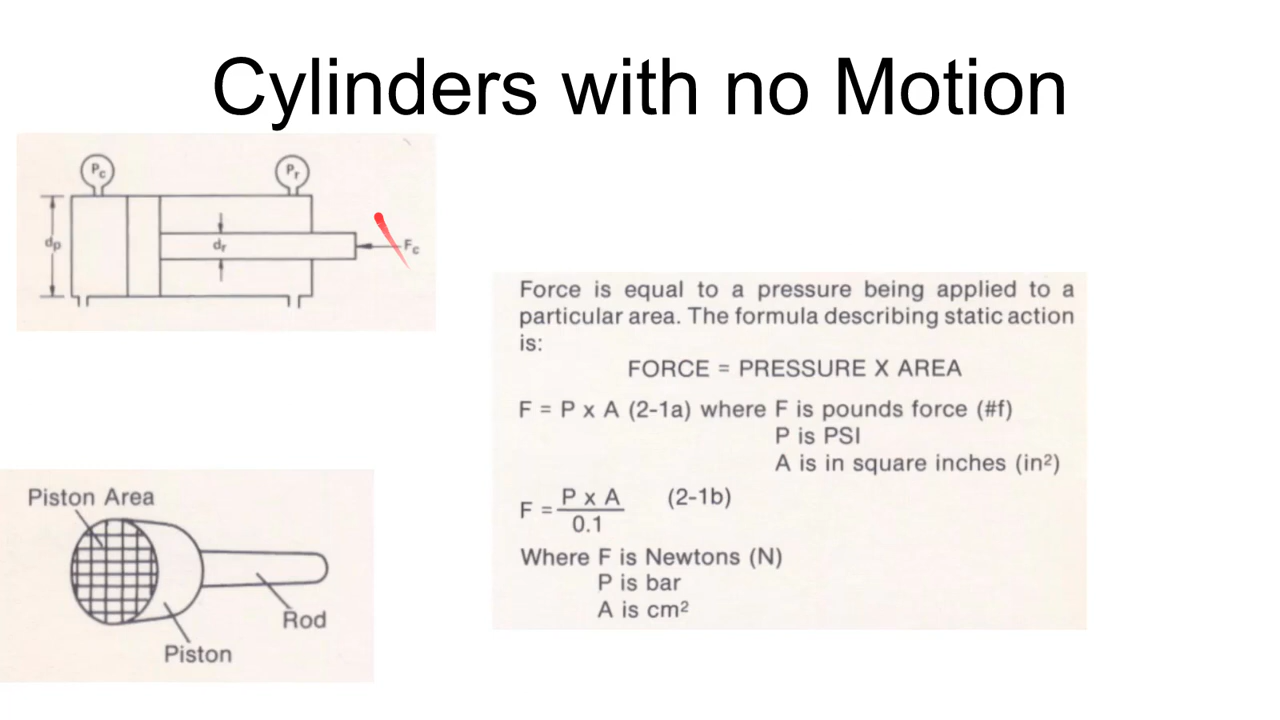 Cylinders with no Motion
Pc
Pr
dp
dr
Fc
Force is equal to a pressure being applied to a
particular area. The formula describing static action
is:
FORCE = PRESSURE X AREA
F = P x A (2-1a) where F is pounds force (#f)
P is PSI
A is in square inches (in²)
F = P x A / 0.1 (2-1b)
Where F is Newtons (N)
P is bar
A is cm²
Piston Area
Rod
Piston